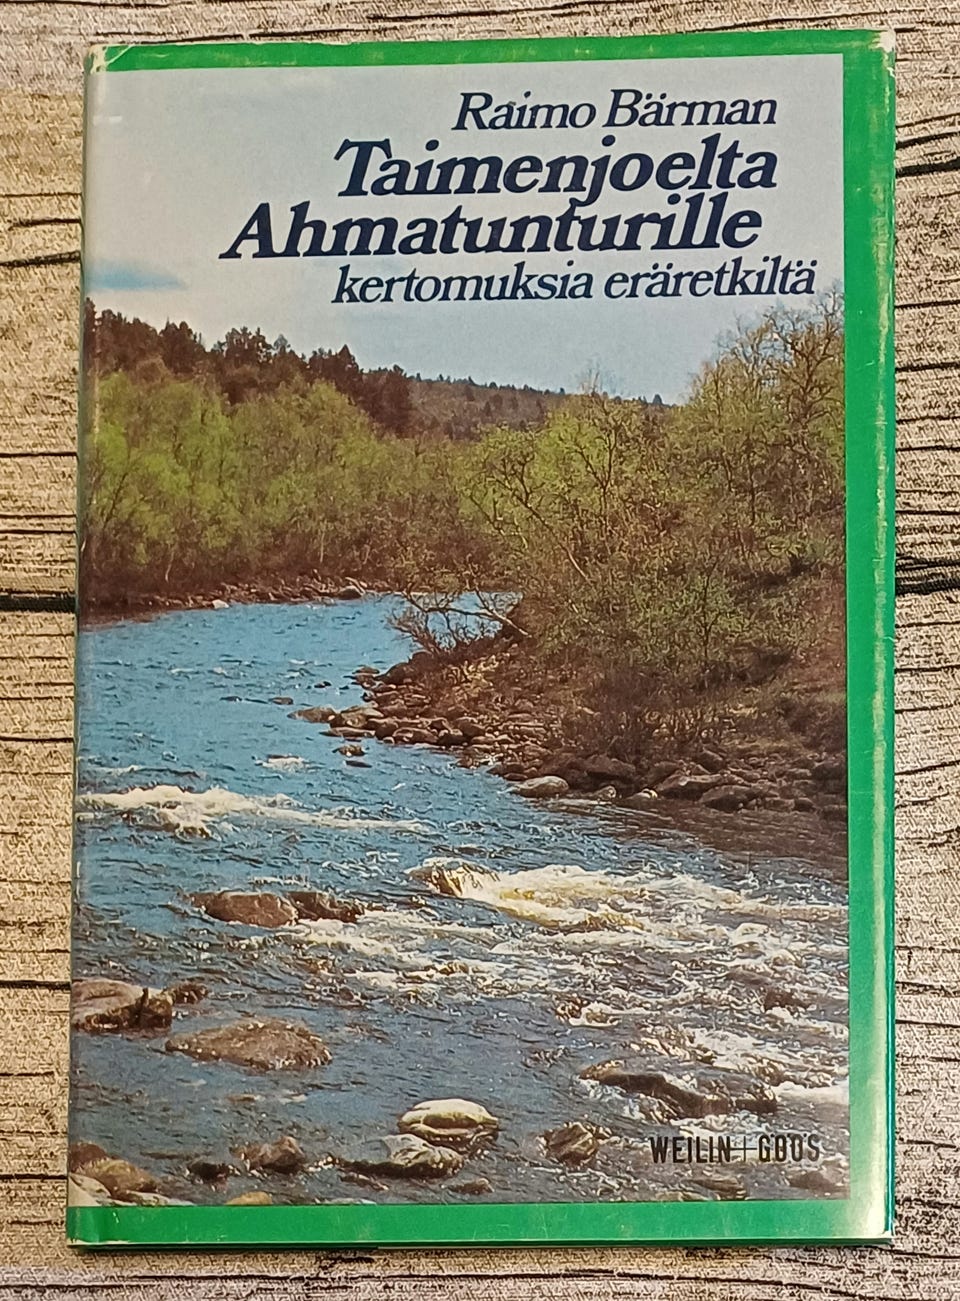 Raimo Bärman
Taimenjoelta
Ahmatunturille
kertomuksia eräretkiltä
WEILIN+GÖÖS